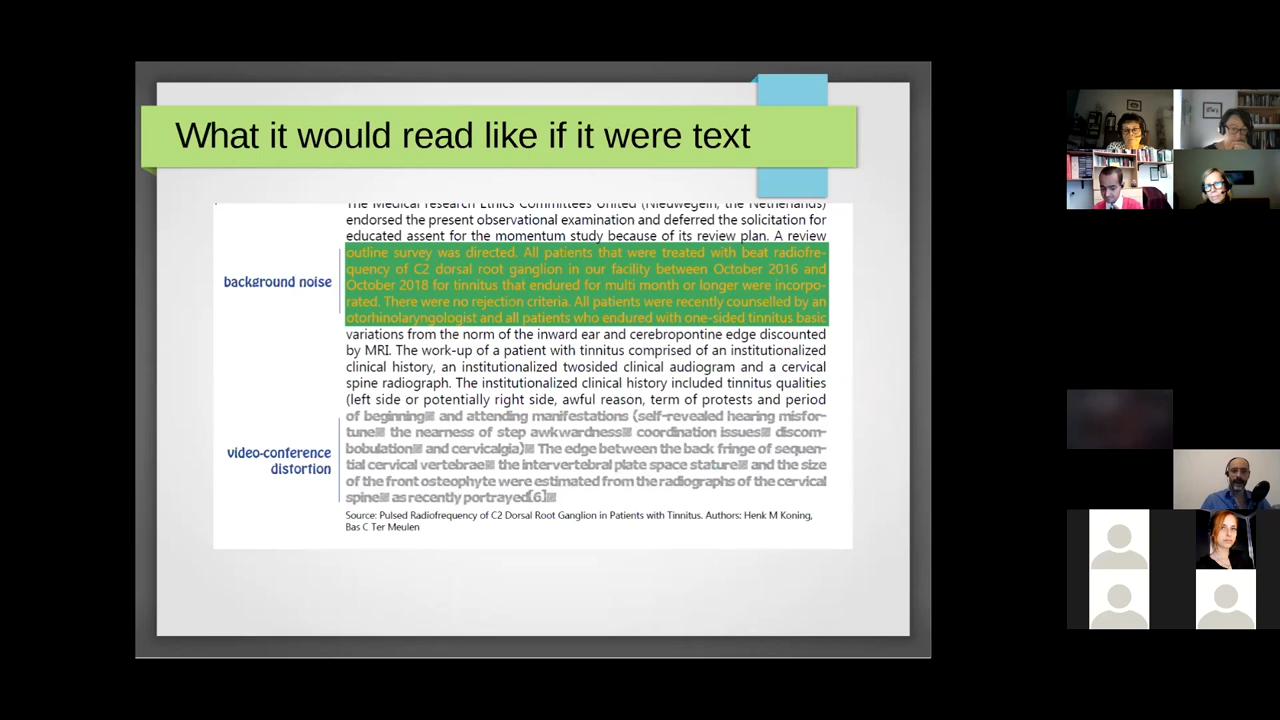 What it would read like if it were text
The Medical research Ethics Committees United (Nieuwegein, the Netherlands)
endorsed the present observational examination and deferred the solicitation for
educated assent for the momentum study because of its review plan. A review
background noise
outline survey was directed. All patients that were treated with beat radiofre-
quency of C2 dorsal root ganglion in our facility between October 2016 and
October 2018 for tinnitus that endured for multi month or longer were incorpo-
rated. There were no rejection criteria. All patients were recently counselled by an
otorhinolaryngologist and all patients who endured with one-sided tinnitus basic
variations from the norm of the inward ear and cerebropontine edge discounted
by MRI. The work-up of a patient with tinnitus comprised of an institutionalized
clinical history, an institutionalized twosided clinical audiogram and a cervical
spine radiograph. The institutionalized clinical history included tinnitus qualities
(left side or potentially right side, awful reason, term of protests and period
video-conference
distortion
of beginning and attending manifestations (self-revealed hearing misfor-
tune the nearness of step awkwardness coordination issues discom-
bobulation and cervicalgia) The edge between the back fringe of sequen-
tial cervical vertebrae the intervertebral plate space stature and the size
of the front osteophyte were estimated from the radiographs of the cervical
spine as recently portrayed[6]
Source: Pulsed Radiofrequency of C2 Dorsal Root Ganglion in Patients with Tinnitus. Authors: Henk M Koning,
Bas C Ter Meulen